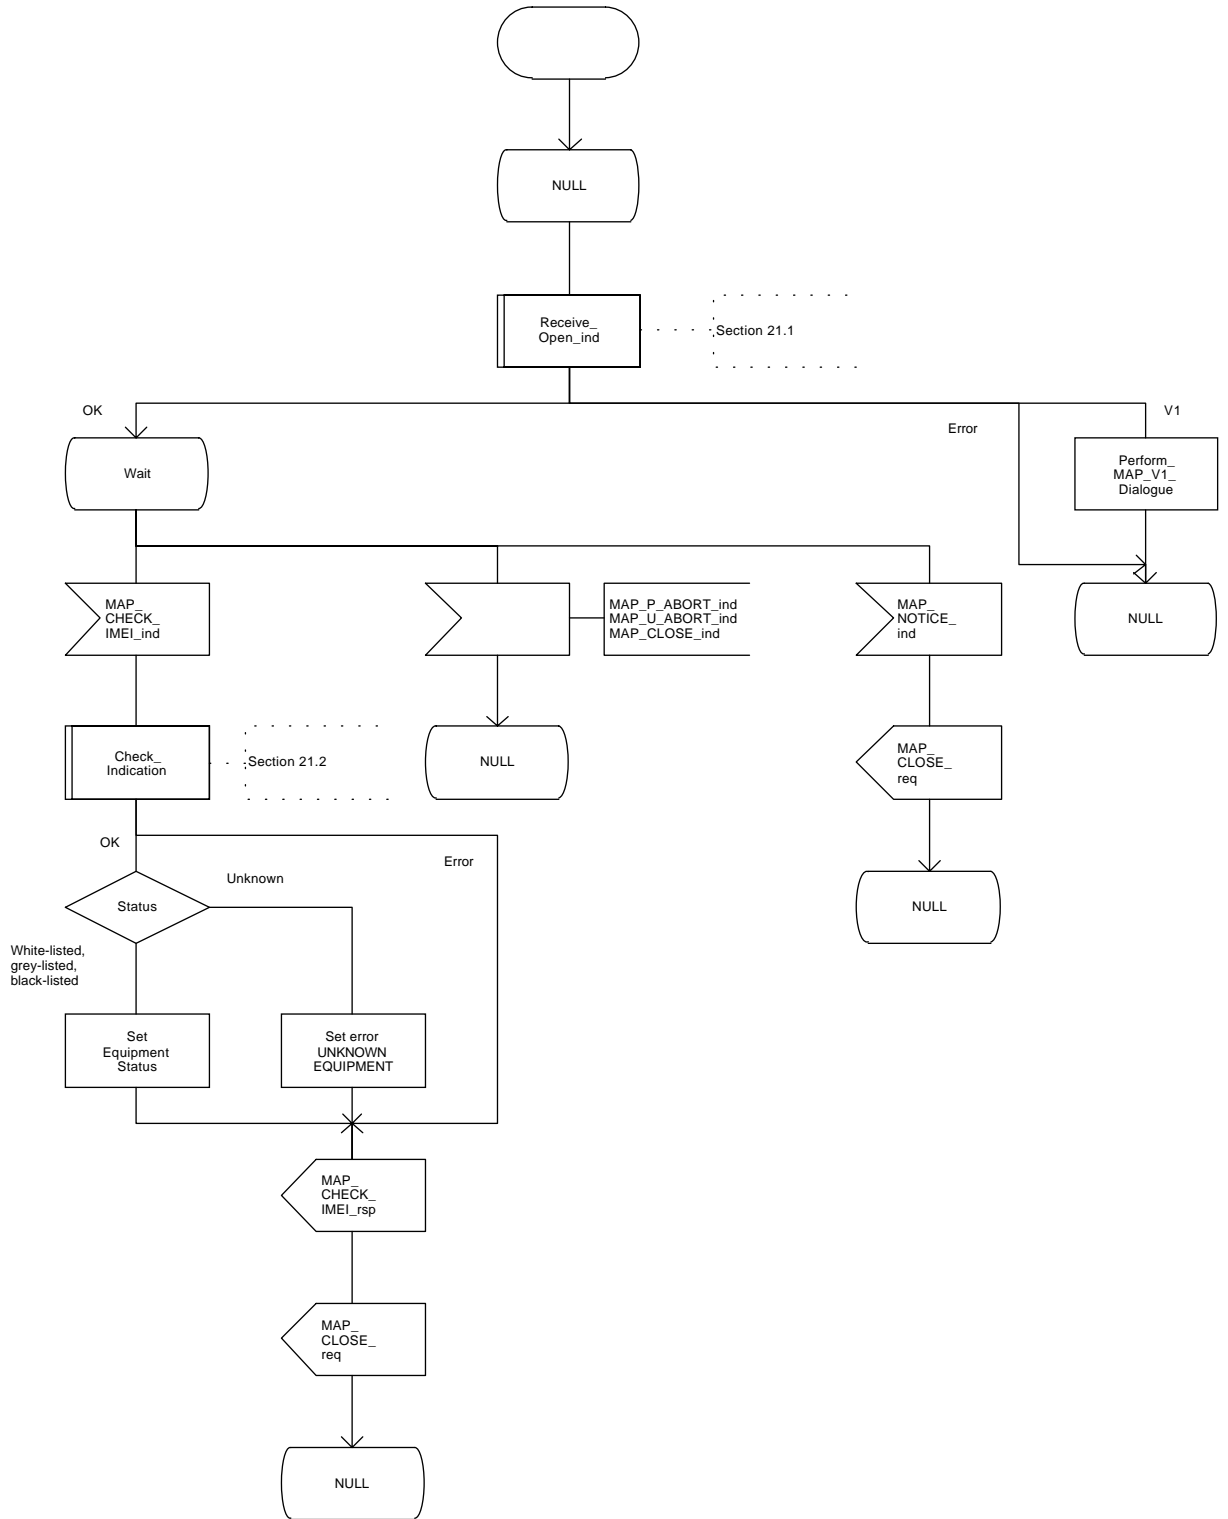 NULL
Receive_
Open_ind
Section 21.1
OK
Error
V1
Wait
Perform_
MAP_V1_
Dialogue
MAP_
CHECK_
IMEI_ind
MAP_P_ABORT_ind
MAP_U_ABORT_ind
MAP_CLOSE_ind
MAP_
NOTICE_
ind
NULL
Check_
Indication
Section 21.2
NULL
MAP_
CLOSE_
req
OK
Error
Unknown
Status
NULL
White-listed,
grey-listed,
black-listed
Set
Equipment
Status
Set error
UNKNOWN
EQUIPMENT
MAP_
CHECK_
IMEI_rsp
MAP_
CLOSE_
req
NULL